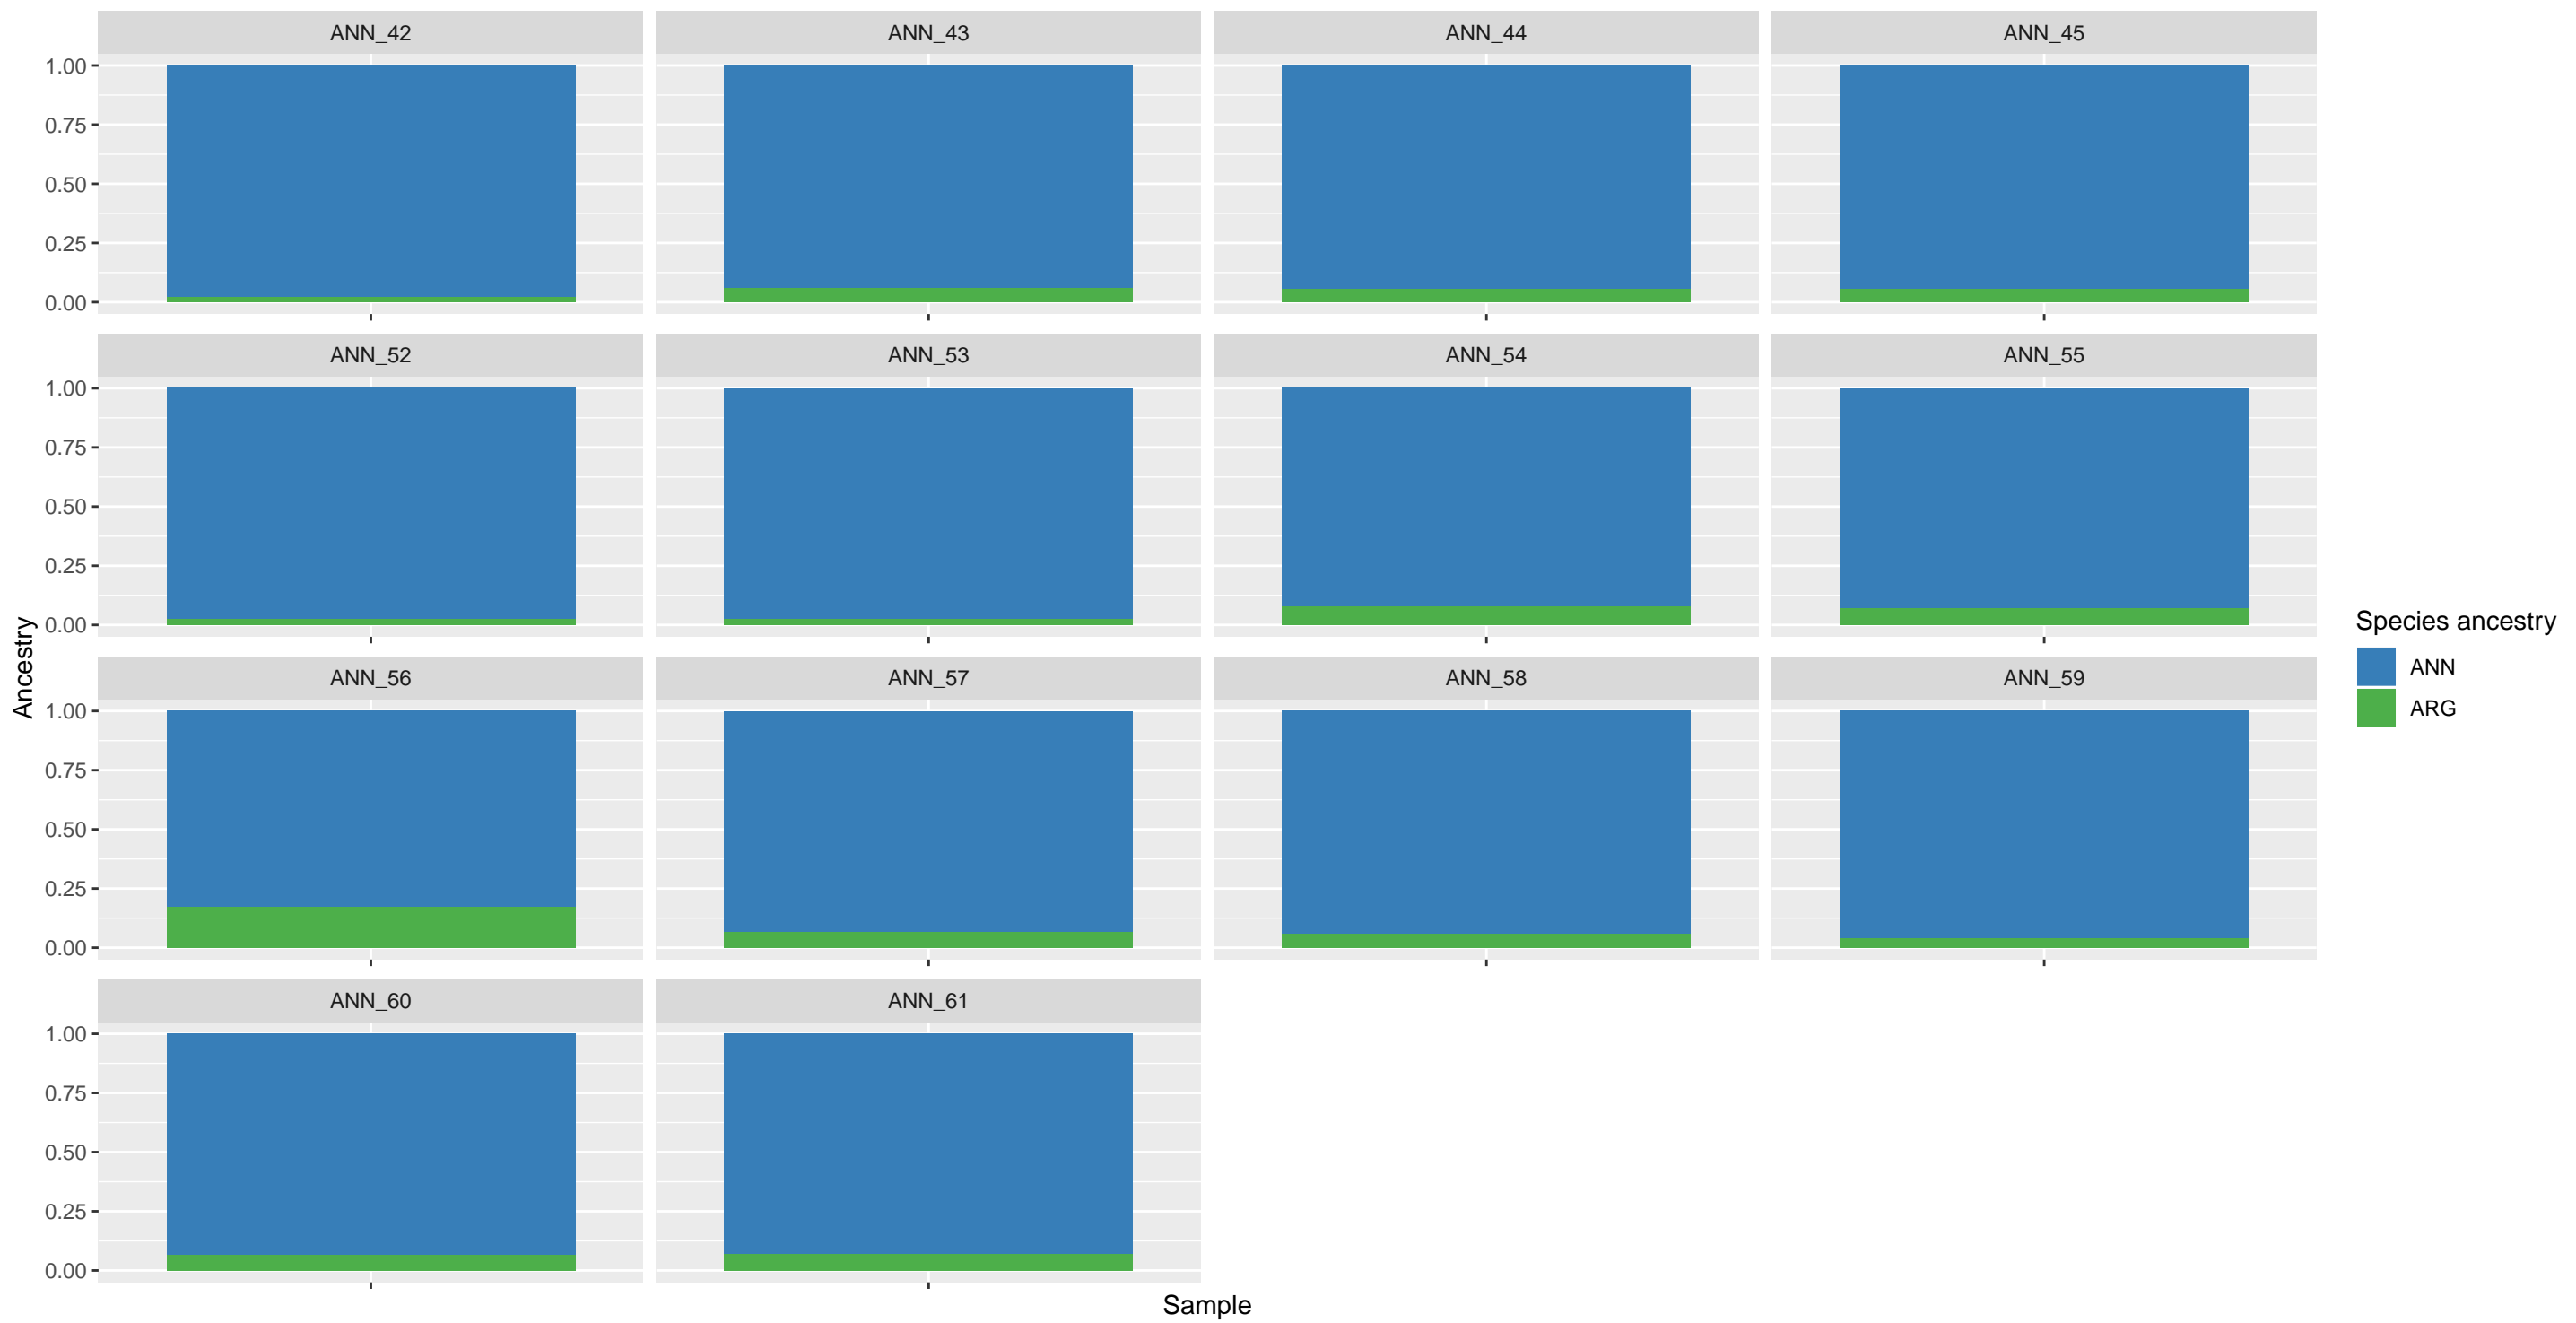 ANN_42 ANN_43 ANN_44 ANN_45
1.00
0.75
0.50
0.25
0.00
ANN_52 ANN_53 ANN_54 ANN_55
1.00
0.75
0.50
0.25
0.00
ANN_56 ANN_57 ANN_58 ANN_59
1.00
0.75
0.50
0.25
0.00
ANN_60 ANN_61
1.00
0.75
0.50
0.25
0.00
Ancestry
Sample
Species ancestry
ANN
ARG